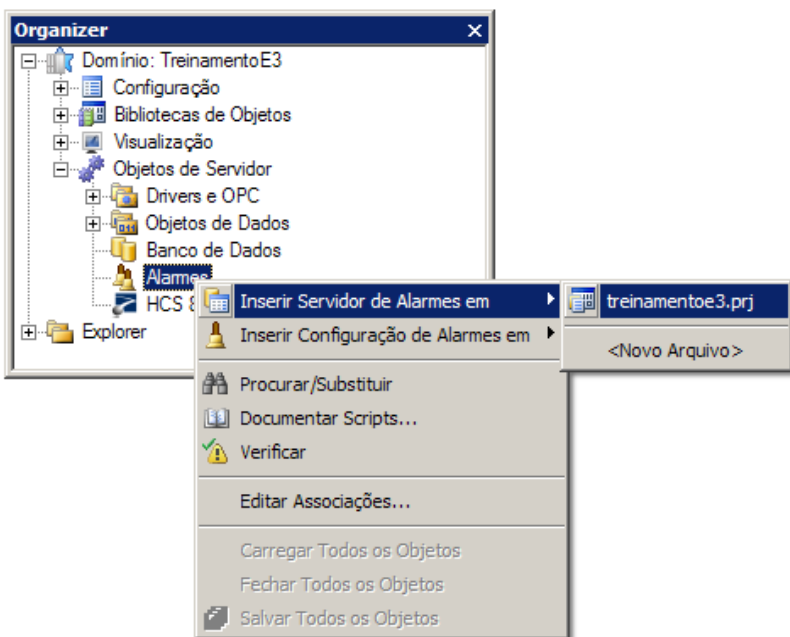 Organizer
Domínio: TreinamentoE3
Configuração
Bibliotecas de Objetos
Visualização
Objetos de Servidor
Drivers e OPC
Objetos de Dados
Banco de Dados
Alarmes
HCS
Explorer
Inserir Servidor de Alarmes em
Inserir Configuração de Alarmes em
Procurar/Substituir
Documentar Scripts...
Verificar
Editar Associações...
Carregar Todos os Objetos
Fechar Todos os Objetos
Salvar Todos os Objetos
treinamentoe3.prj
<Novo Arquivo>